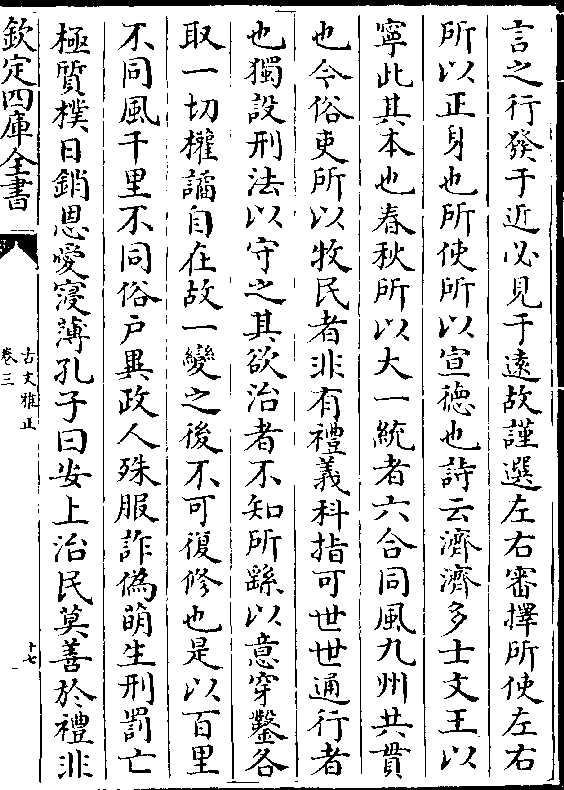 言之行發于近必見于遠故謹選左右審擇所使左右
所以正身也所使所以宣德也詩云濟濟多士文王以
寧此其本也春秋所以大一統者六合同風九州共貫
也今俗吏所以牧民者非有禮義科指可世世通行者
也獨設刑法以守之其欲治者不知所繇以意穿鑿各
取一切權譎自在故一變之後不可復修也是以百里
不同風千里不同俗户異政人殊服詐偽萌生刑罰亡
極質樸日銷恩愛寖薄孔子曰安上治民莫善於禮非
欽定四庫全書
古文雅正
卷三
十七